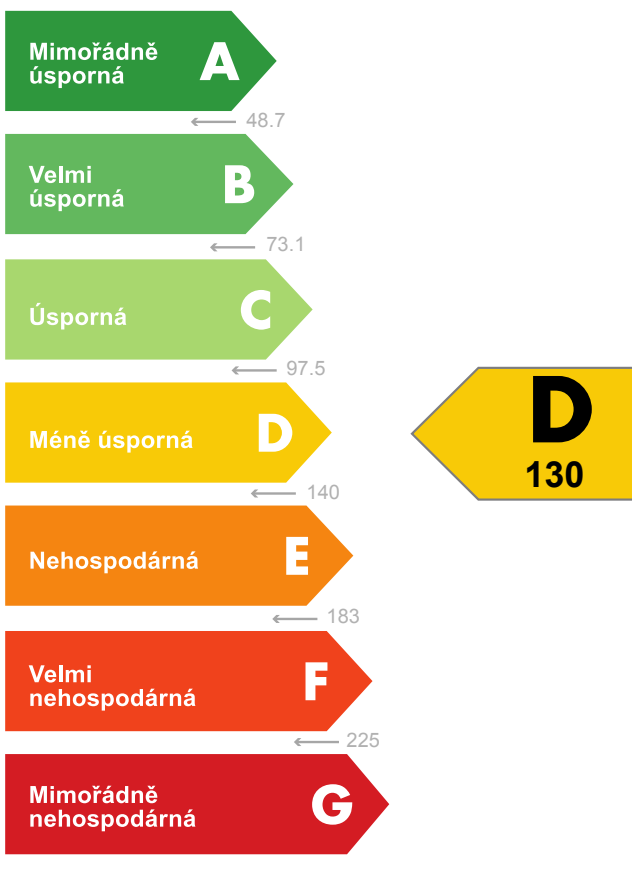 Mimořádně
úsporná
A
← 48.7
Velmi
úsporná
B
← 73.1
Úsporná
C
← 97.5
Méně úsporná
D
← 140
D
130
Nehospodárná
E
← 183
Velmi
nehospodárná
F
← 225
Mimořádně
nehospodárná
G